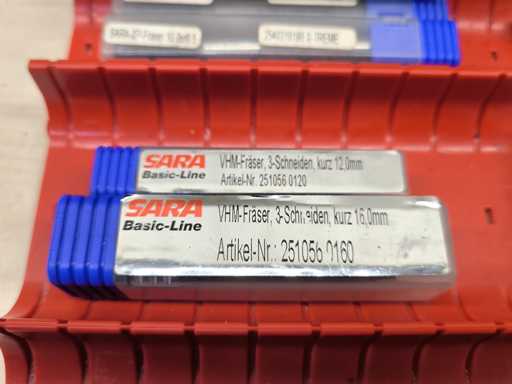 SARA
Basic-Line
VHM-Fräser, 3-Schneiden, kurz 12,0mm
Artikel-Nr. 251056 0120
SARA
Basic-Line
VHM-Fräser, 3-Schneiden, kurz 16,0mm
Artikel-Nr.: 251056 0160